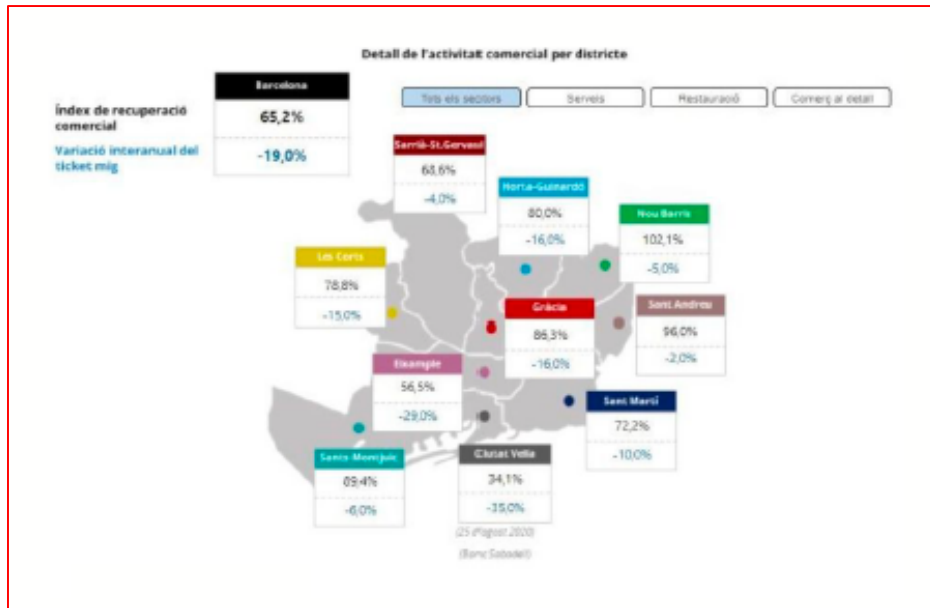 Detall de l'activitat comercial per districte
Barcelona
Índex de recuperació comercial
65,2%
Variació interanual del ticket mig
-19,0%
Tots els sectors
Serveis
Restauració
Comerç al detall
Sarrià-St.Gervasi
68,6%
-4,0%
Horta-Guinardó
80,0%
-16,0%
Nou Barris
102,1%
-5,0%
Les Corts
78,8%
-15,0%
Gràcia
86,3%
-16,0%
Sant Andreu
96,0%
-2,0%
Eixample
56,5%
-29,0%
Sant Martí
72,2%
-10,0%
Sants-Montjuïc
-6,0%
Ciutat Vella
34,1%
-35,0%
(25 d'agost 2020)
(Banc Sabadell)